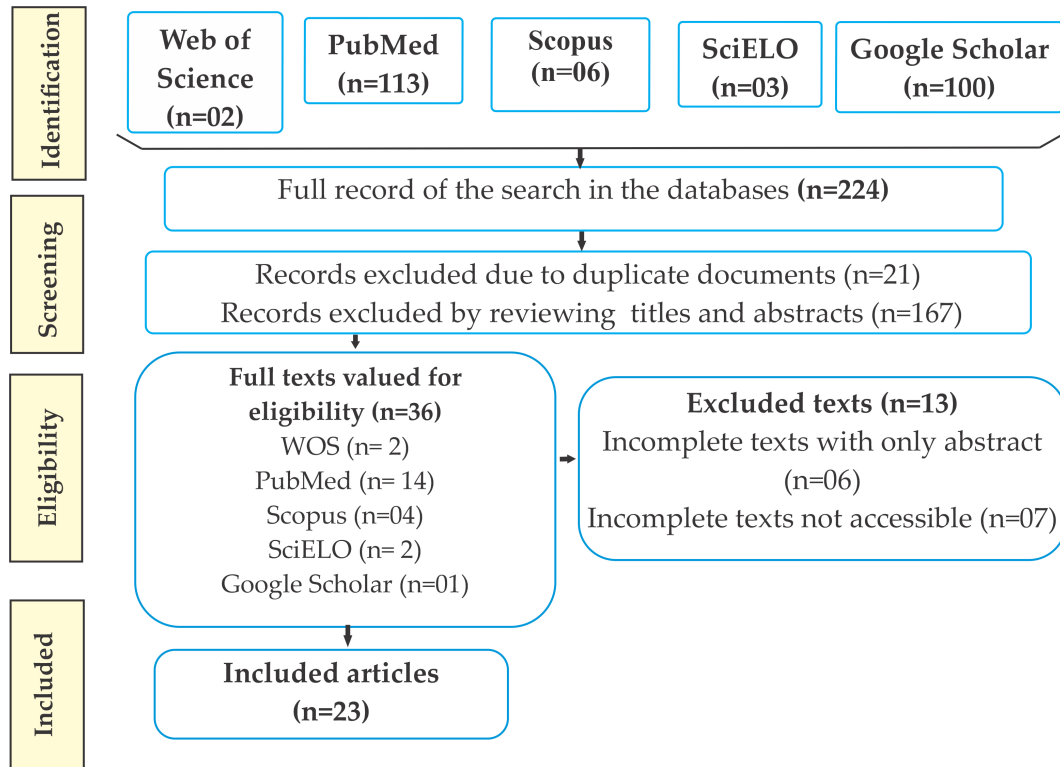 Identification
Web of
Science
(n=02)
PubMed
(n=113)
Scopus
(n=06)
SciELO
(n=03)
Google Scholar
(n=100)
Full record of the search in the databases (n=224)
Screening
Records excluded due to duplicate documents (n=21)
Records excluded by reviewing titles and abstracts (n=167)
Eligibility
Full texts valued for
eligibility (n=36)
WOS (n= 2)
PubMed (n= 14)
Scopus (n=04)
SciELO (n= 2)
Google Scholar (n=01)
Excluded texts (n=13)
Incomplete texts with only abstract
(n=06)
Incomplete texts not accessible (n=07)
Included
Included articles
(n=23)